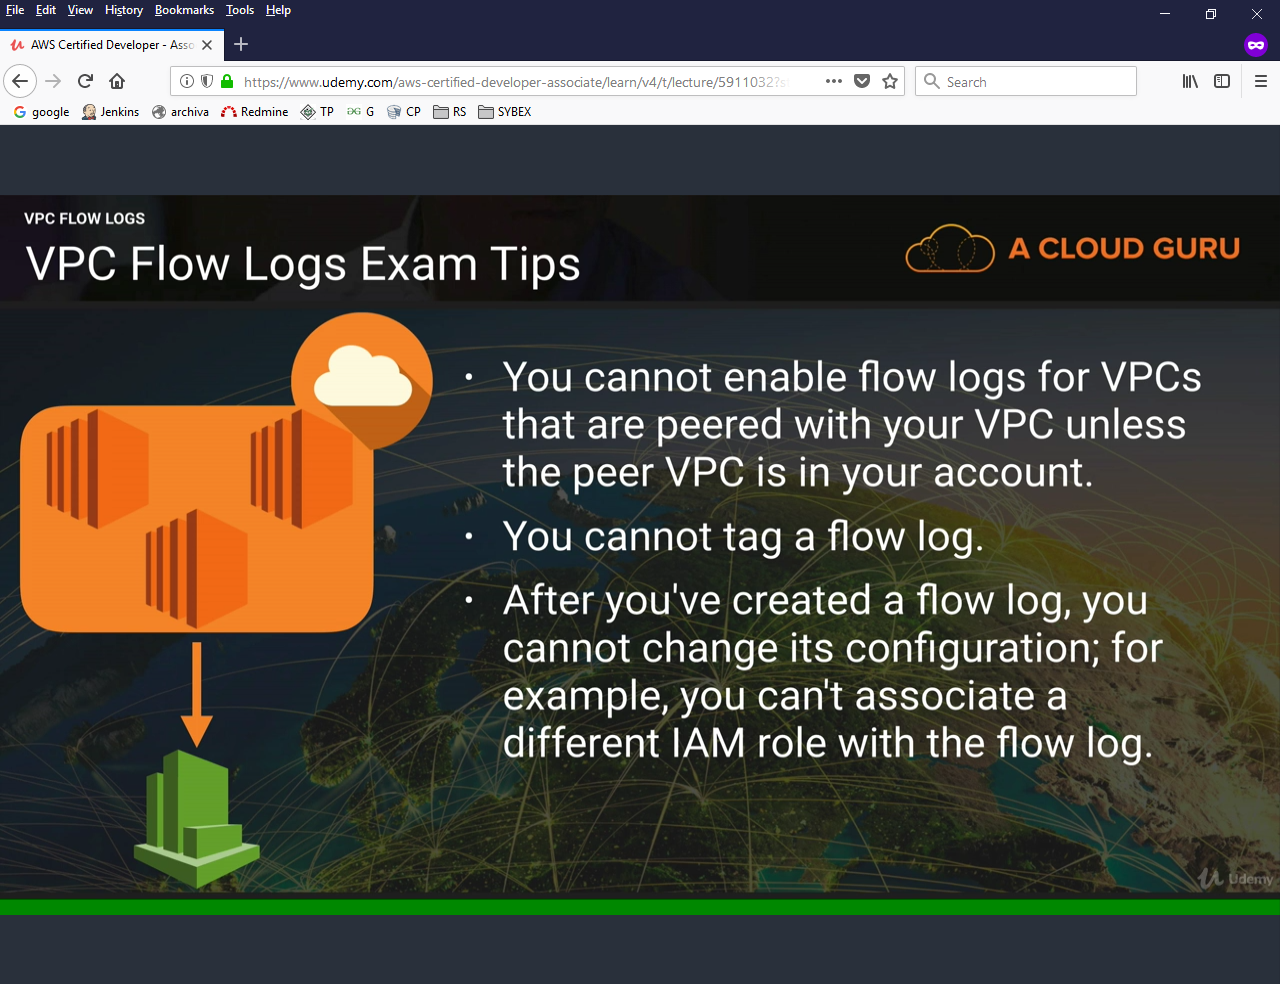 File Edit View History Bookmarks Tools Help
AWS Certified Developer - Asso
https://www.udemy.com/aws-certified-developer-associate/learn/v4/t/lecture/5911032?s
Search
google Jenkins archiva Redmine TP G CP RS SYBEX
VPC FLOW LOGS
VPC Flow Logs Exam Tips
A CLOUD GURU
• You cannot enable flow logs for VPCs
that are peered with your VPC unless
the peer VPC is in your account.
• You cannot tag a flow log.
• After you've created a flow log, you
cannot change its configuration; for
example, you can't associate a
different IAM role with the flow log.
Udemy